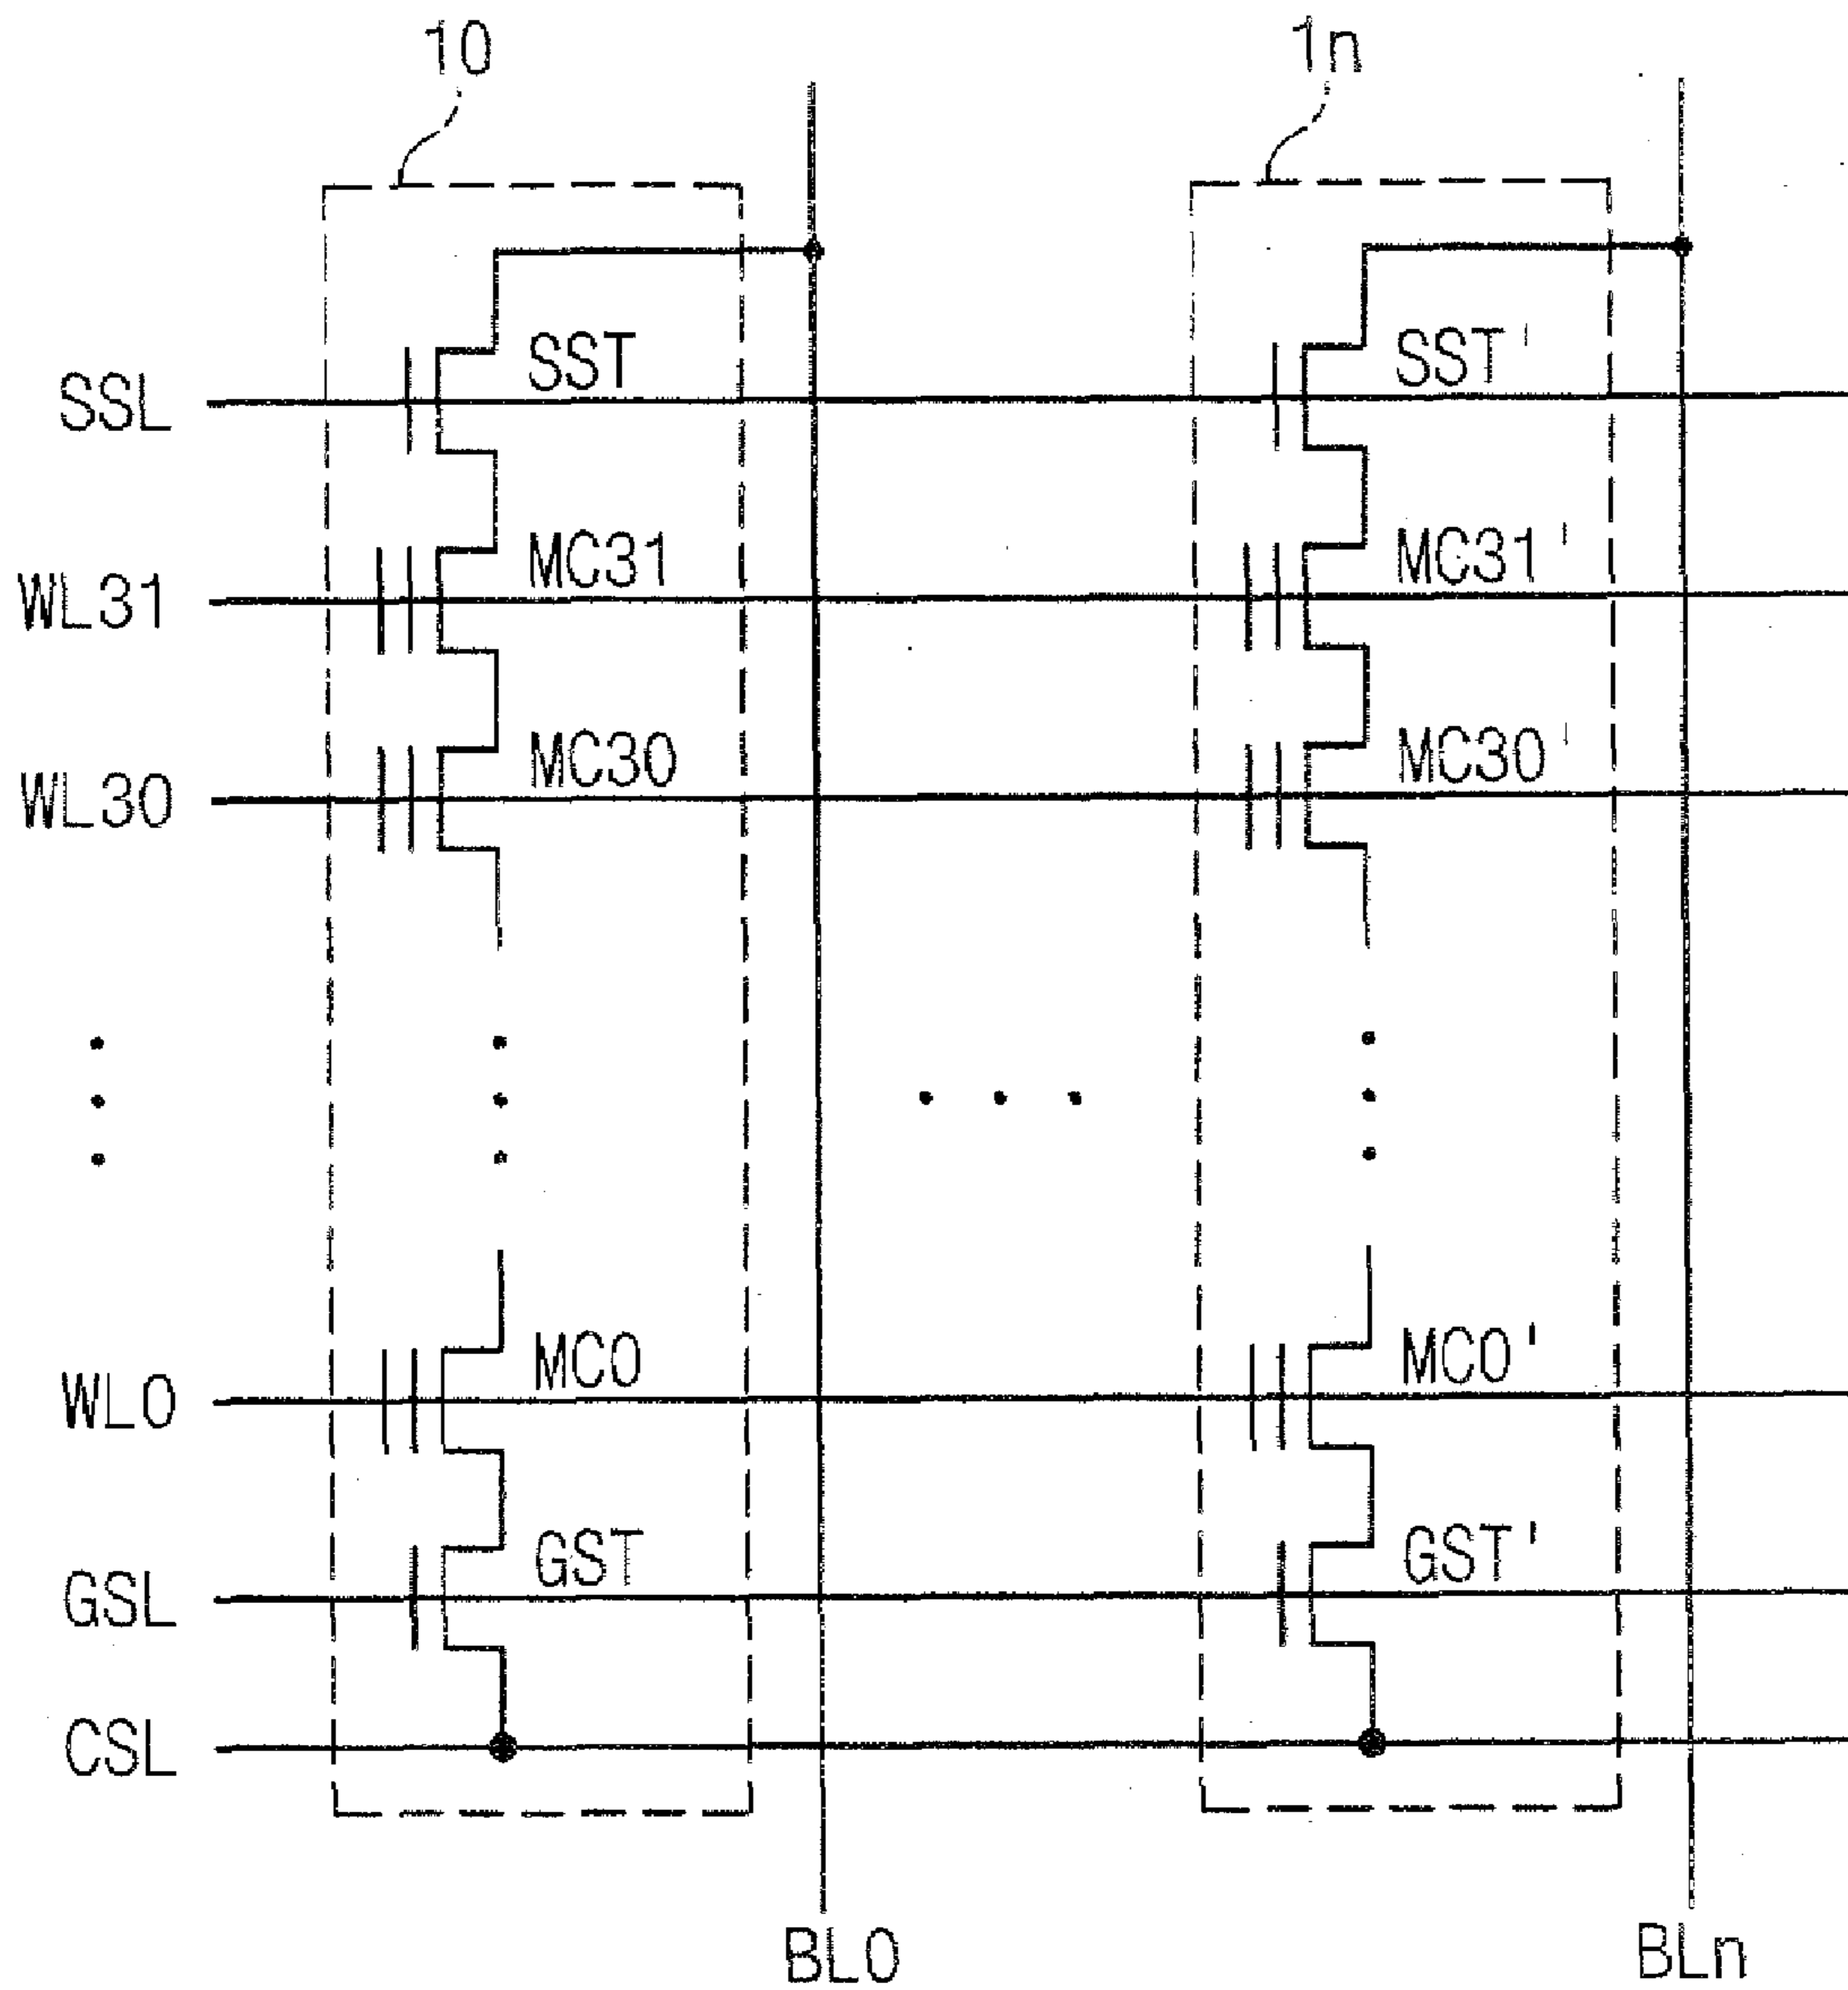 10 1n
SSL SST SST'
WL31 MC31 MC31'
WL30 MC30 MC30'
WL0 MC0 MC0'
GSL GST GST'
CSL
BL0 BLn